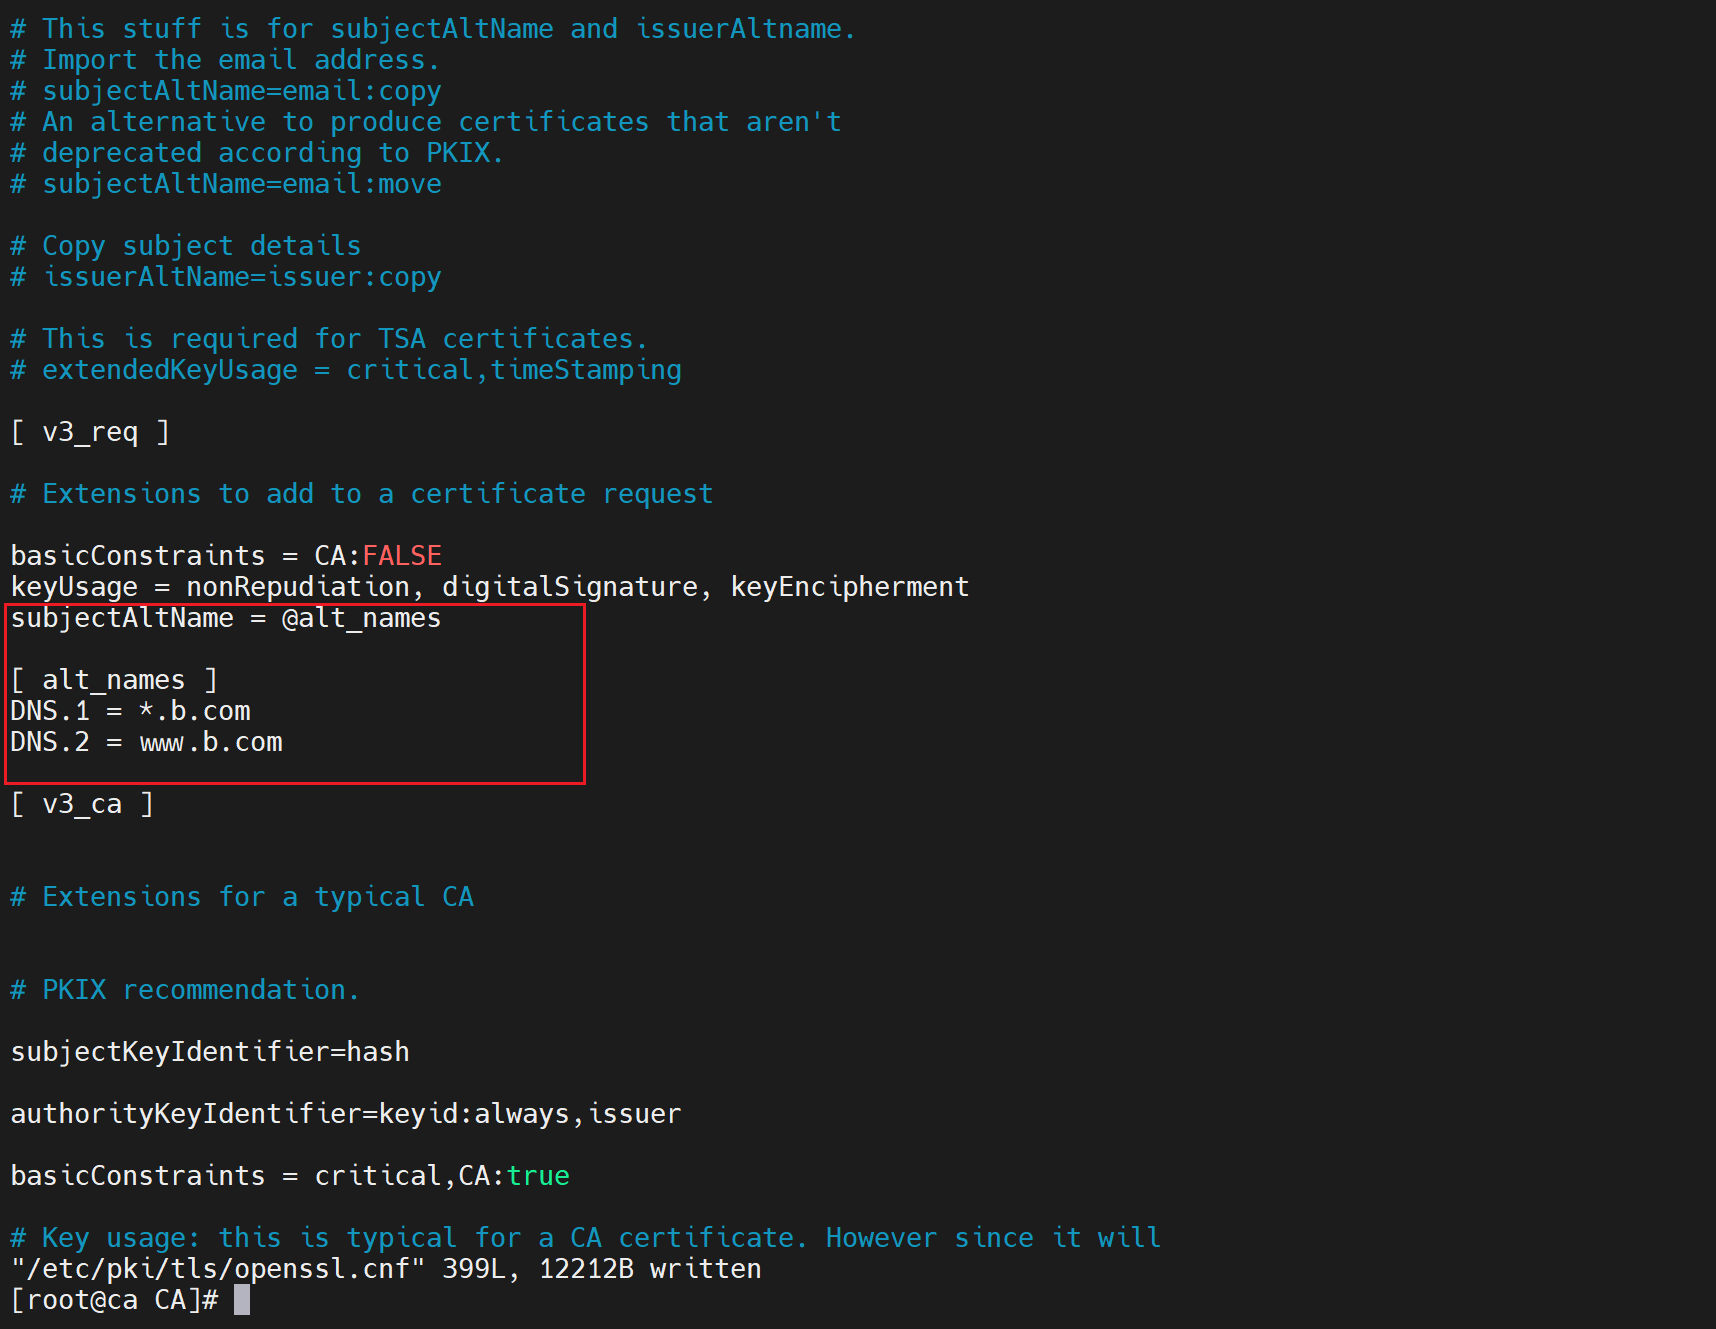 # This stuff is for subjectAltName and issuerAltname.
# Import the email address.
# subjectAltName=email:copy
# An alternative to produce certificates that aren't
# deprecated according to PKIX.
# subjectAltName=email:move
# Copy subject details
# issuerAltName=issuer:copy
# This is required for TSA certificates.
# extendedKeyUsage = critical,timeStamping
[ v3_req ]
# Extensions to add to a certificate request
basicConstraints = CA:FALSE
keyUsage = nonRepudiation, digitalSignature, keyEncipherment
subjectAltName = @alt_names
[ alt_names ]
DNS.1 = *.b.com
DNS.2 = www.b.com
[ v3_ca ]
# Extensions for a typical CA
# PKIX recommendation.
subjectKeyIdentifier=hash
authorityKeyIdentifier=keyid:always,issuer
basicConstraints = critical,CA:true
# Key usage: this is typical for a CA certificate. However since it will
"/etc/pki/tls/openssl.cnf" 399L, 12212B written
[root@ca CA]#